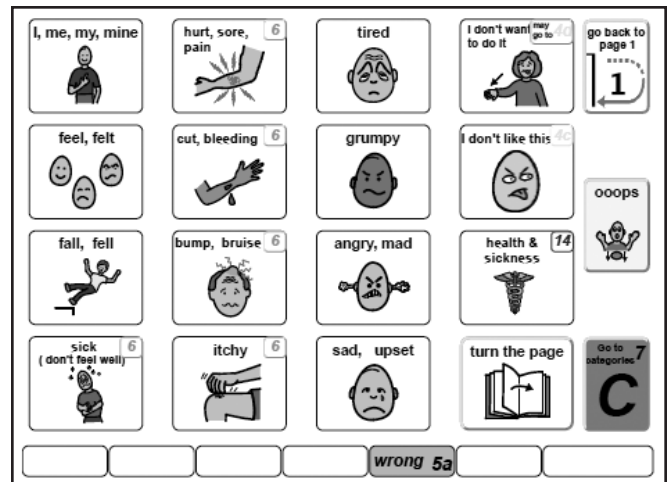 I, me, my, mine
hurt, sore, 6
pain
tired
I don't want may go to 4d
to do it
go back to
page 1
1
feel, felt
cut, bleeding 6
grumpy
I don't like this 4c
ooops
fall, fell
bump, bruise 6
angry, mad
health & 14
sickness
sick 6
( don't feel well)
itchy 6
sad, upset
turn the page
Go to 7
categories
C
wrong 5a